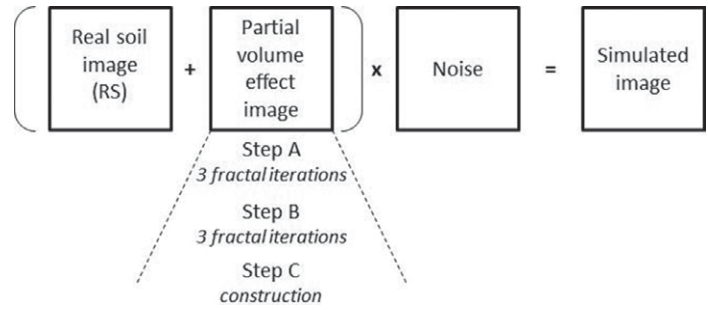 Real soil
image
(RS)
+
Partial
volume
effect
image
x
Noise
=
Simulated
image
Step A
3 fractal iterations
Step B
3 fractal iterations
Step C
construction